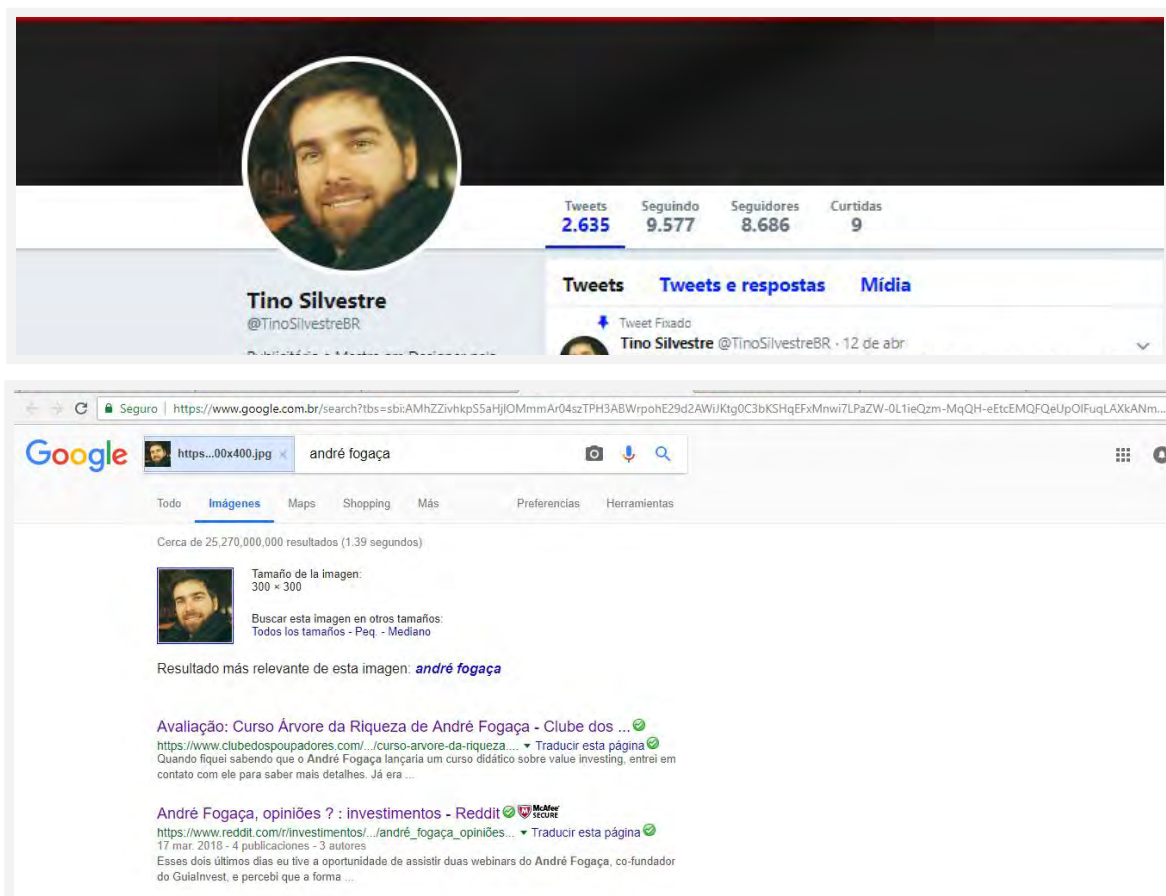 Tweets Seguindo Seguidores Curtidas
2.635 9.577 8.686 9
Tino Silvestre
@TinoSilvestreBR
Tweets Tweets e respostas Mídia
Tweet Fixado
Tino Silvestre @TinoSilvestreBR · 12 de abr
Publicitário e Mestre em Designer pela
Seguro | https://www.google.com.br/search?tbs=sbi:
Google https...00x400.jpg × andré fogaça
Todo Imágenes Maps Shopping Más Preferencias Herramientas
Cerca de 25,270,000,000 resultados (1.39 segundos)
Tamaño de la imagen:
300 × 300
Buscar esta imagen en otros tamaños:
Todos los tamaños - Peq. - Mediano
Resultado más relevante de esta imagen: andré fogaça
Avaliação: Curso Árvore da Riqueza de André Fogaça - Clube dos ...
https://www.clubedospoupadores.com/.../curso-arvore-da-riqueza.... ▾ Traducir esta página
Quando fiquei sabendo que o André Fogaça lançaria um curso didático sobre value investing, entrei em
contato com ele para saber mais detalhes. Já era ...
André Fogaça, opiniões ? : investimentos - Reddit McAfee SECURE
https://www.reddit.com/r/investimentos/.../andré_fogaça_opiniões... ▾ Traducir esta página
17 mar. 2018 - 4 publicaciones - 3 autores
Esses dois últimos dias eu tive a oportunidade de assistir duas webinars do André Fogaça, co-fundador
do GuiaInvest, e percebi que a forma ...